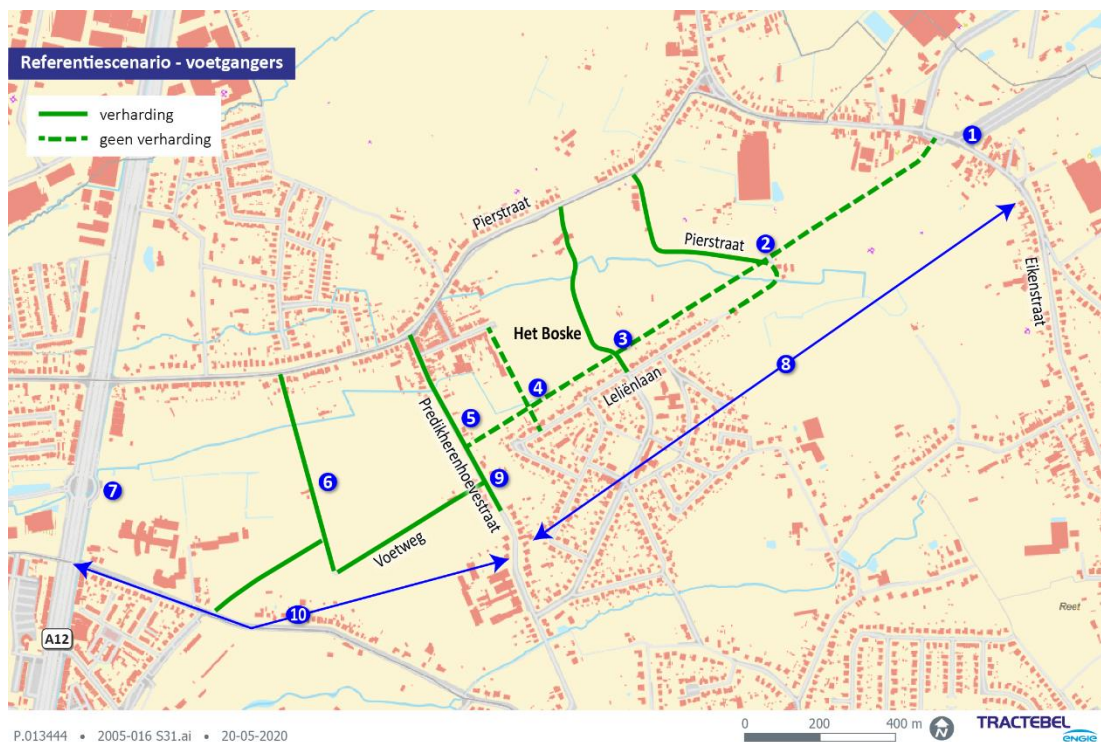 Referentiescenario - voetgangers
verharding
geen verharding
1
Pierstraat
Pierstraat
2
8
Eikenstraat
Het Boske
3
4
Leliënlaan
5
Predikherenhoevestraat
9
6
7
Voetweg
10
A12
Reet
P.013444 • 2005-016 S31.ai • 20-05-2020
0 200 400 m
N
TRACTEBEL
ENGIE